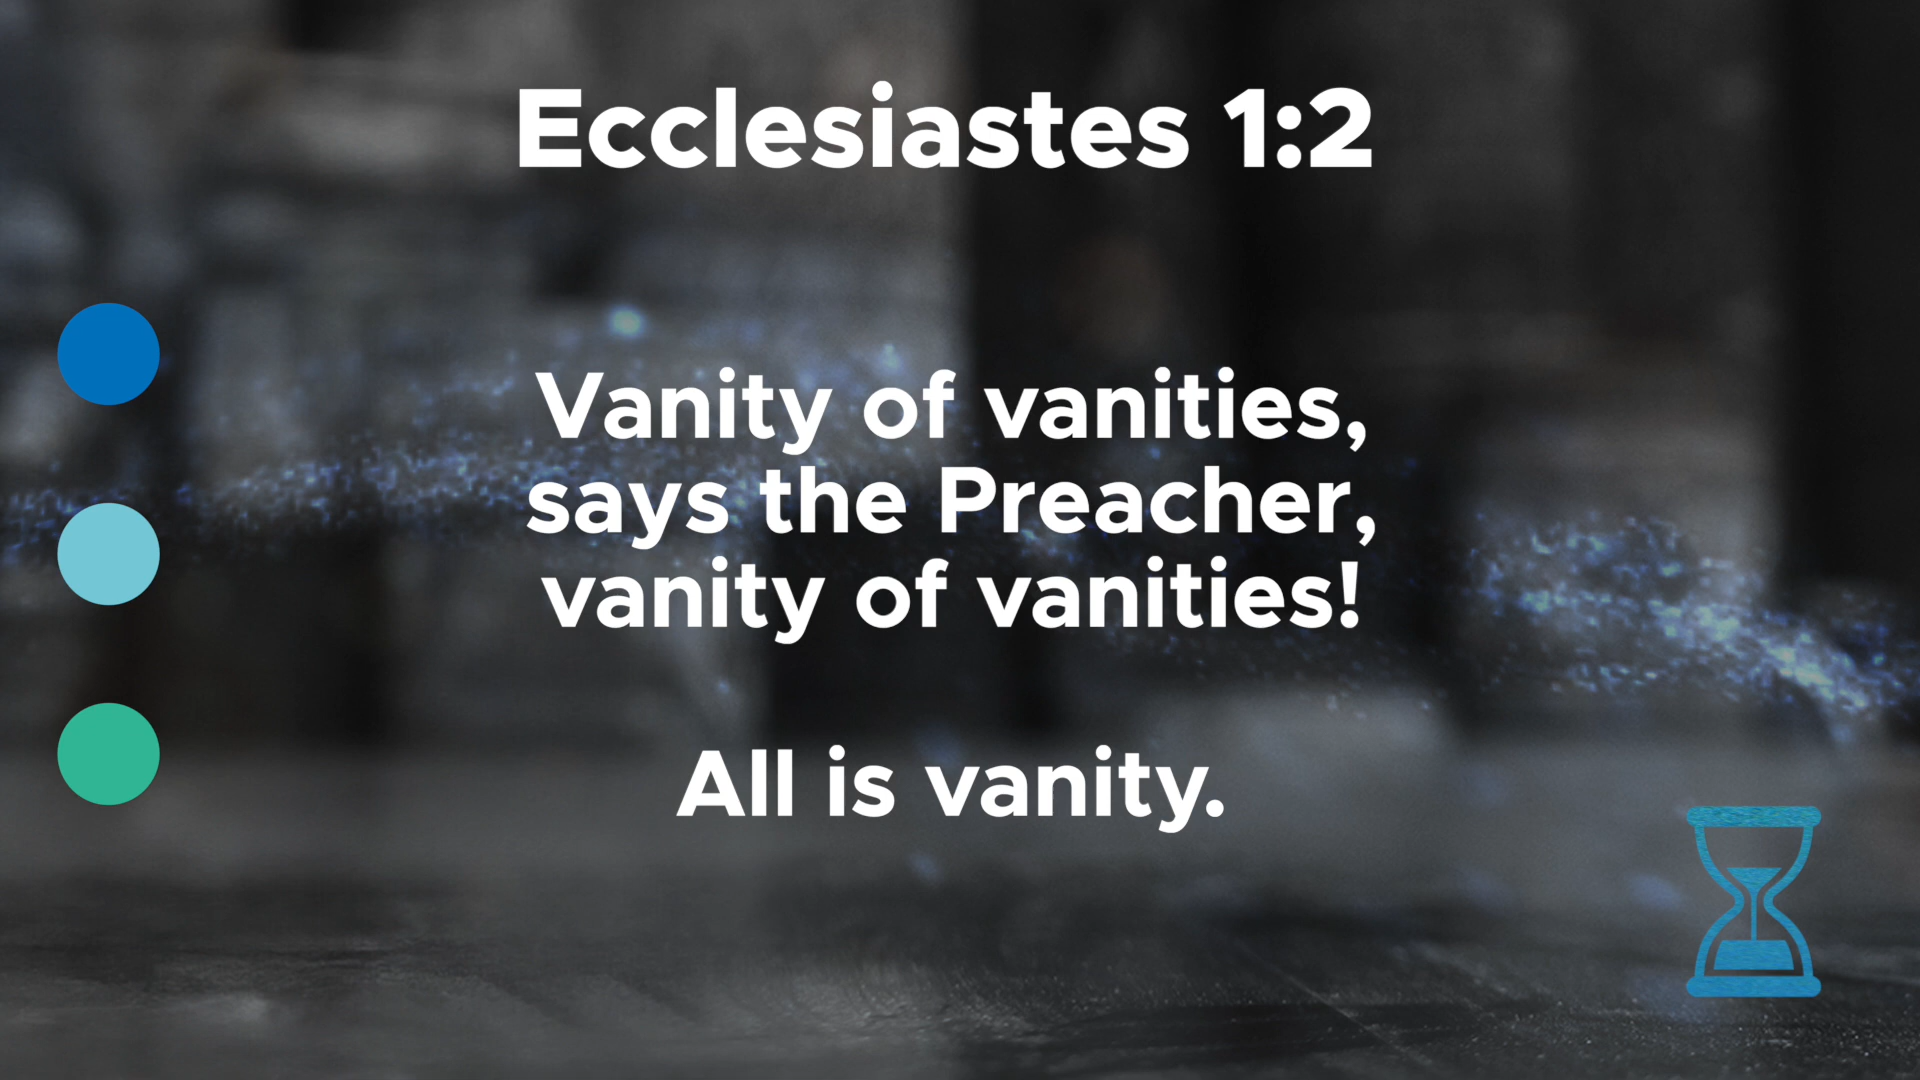 Ecclesiastes 1:2
Vanity of vanities,
says the Preacher,
vanity of vanities!
All is vanity.